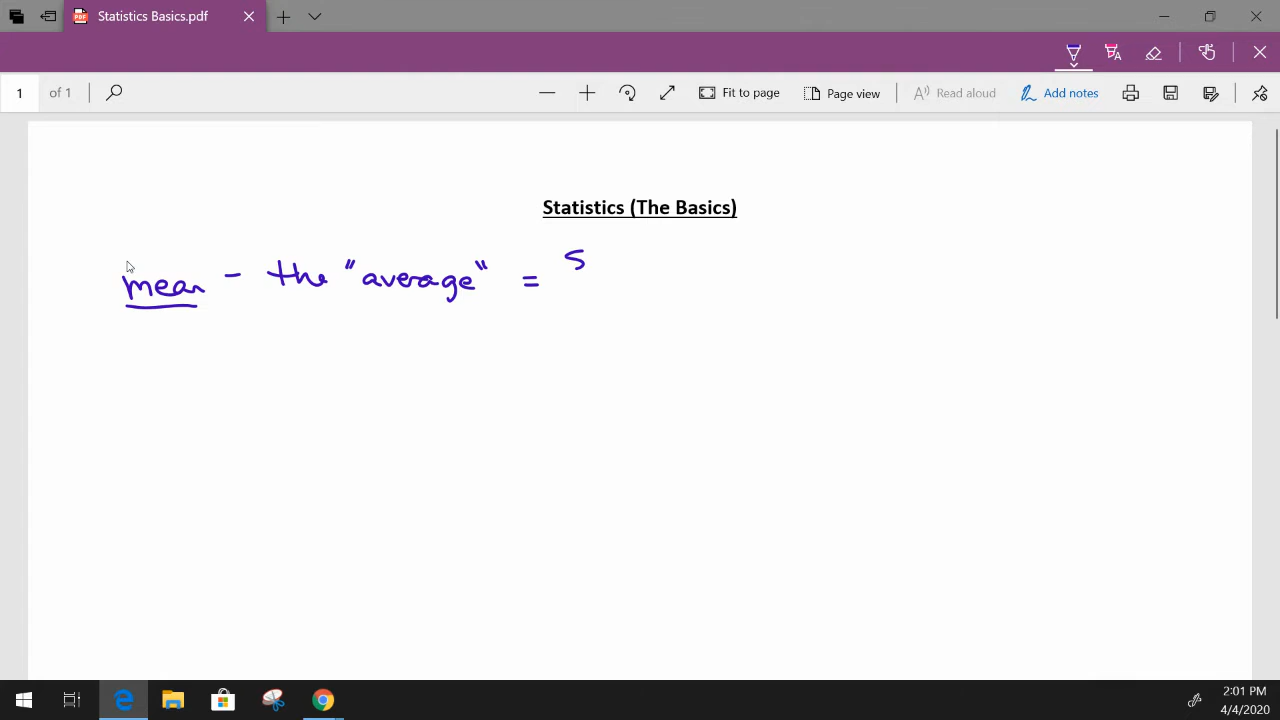 Statistics Basics.pdf
1 of 1
Fit to page
Page view
Read aloud
Add notes
Statistics (The Basics)
mean - the "average" = S
2:01 PM
4/4/2020